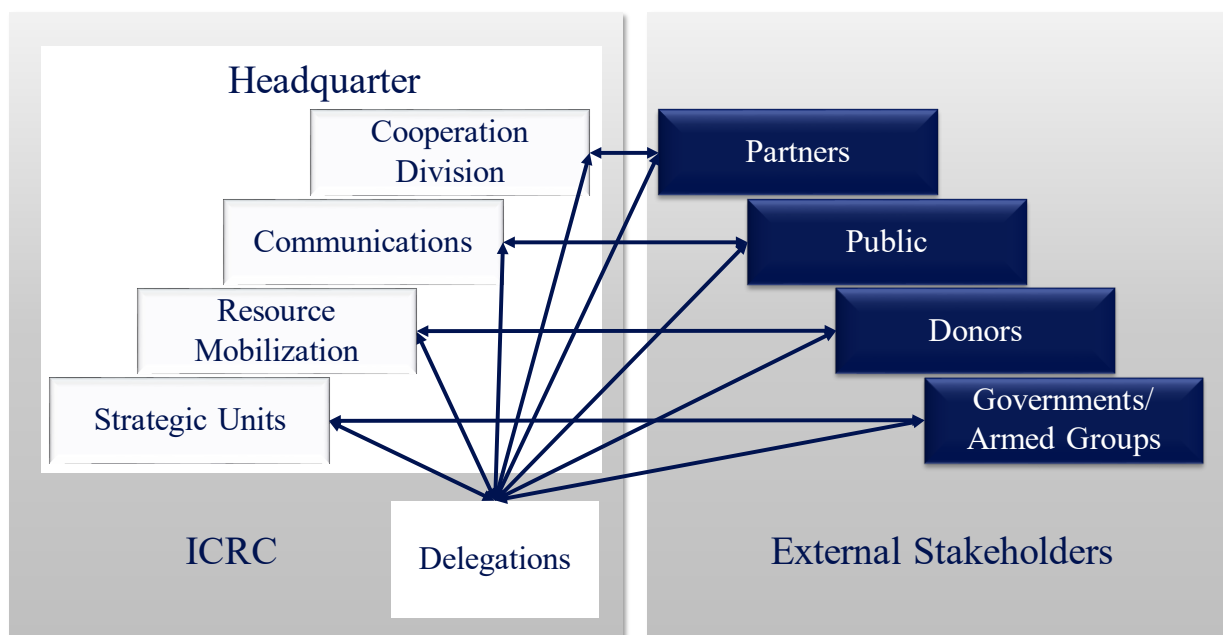 Headquarter
Cooperation
Division
Communications
Resource
Mobilization
Strategic Units
ICRC
Delegations
Partners
Public
Donors
Governments/
Armed Groups
External Stakeholders